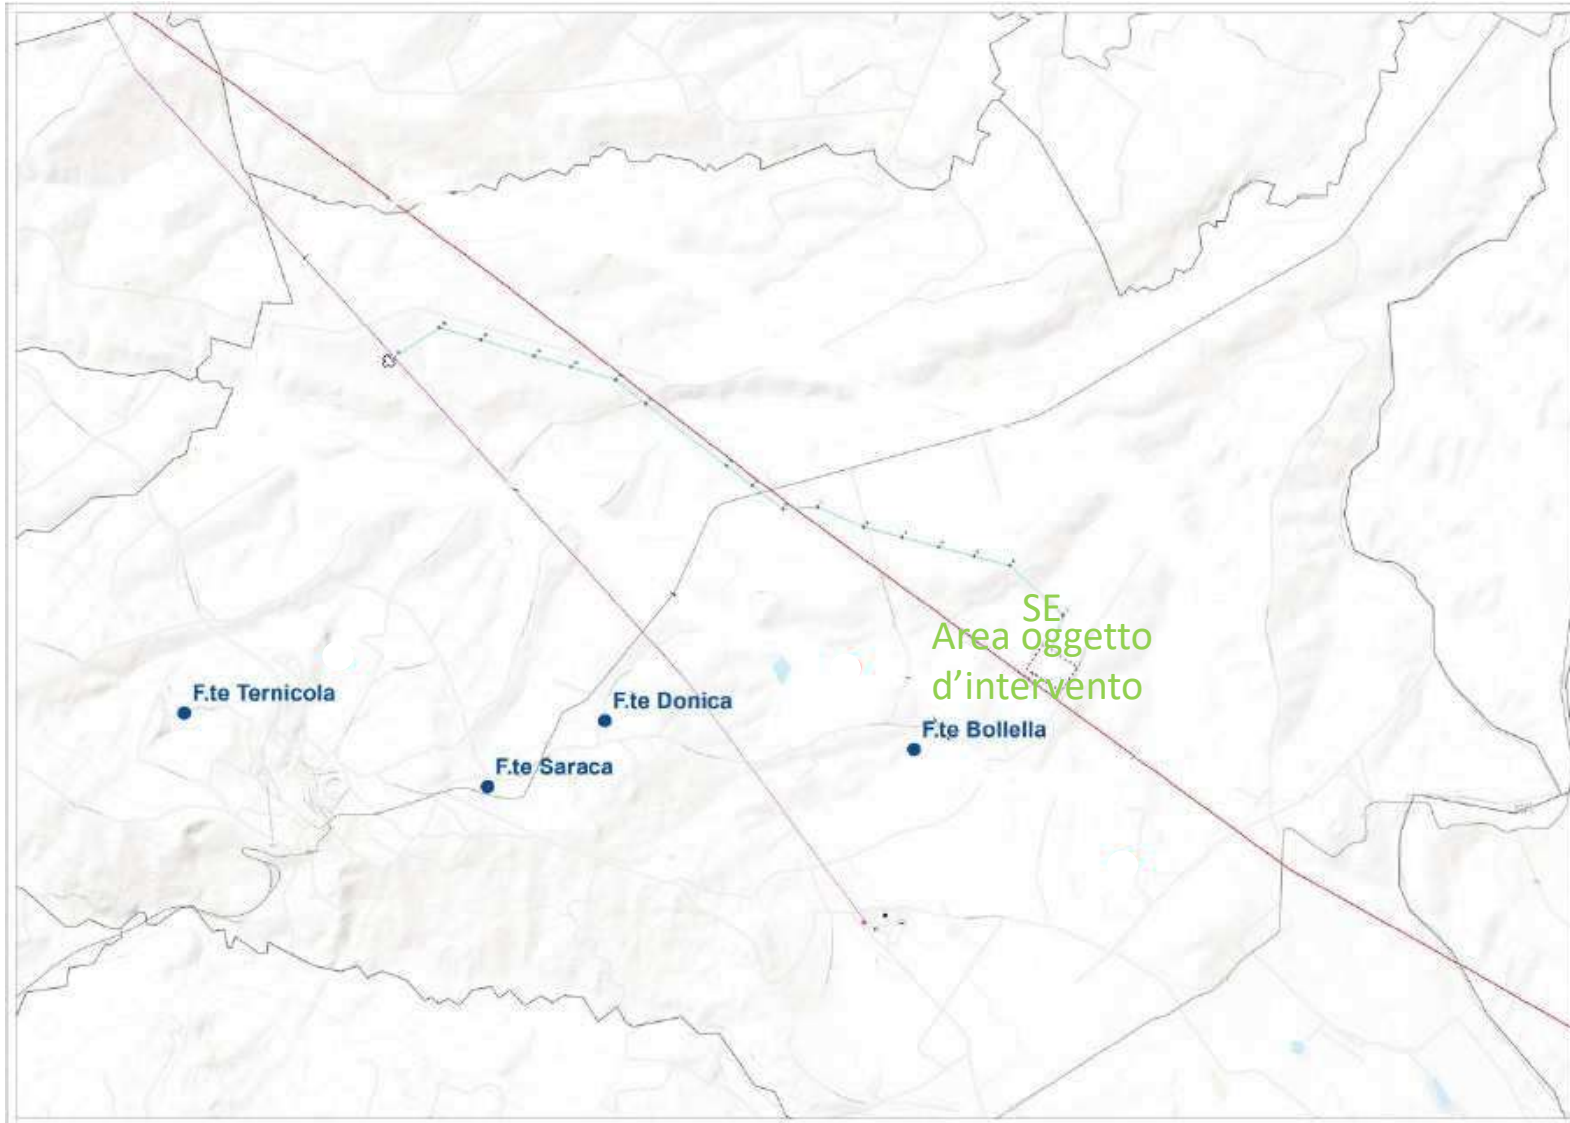 SE
Area oggetto
d’intervento
F.te Ternicola
F.te Donica
F.te Bollella
F.te Saraca